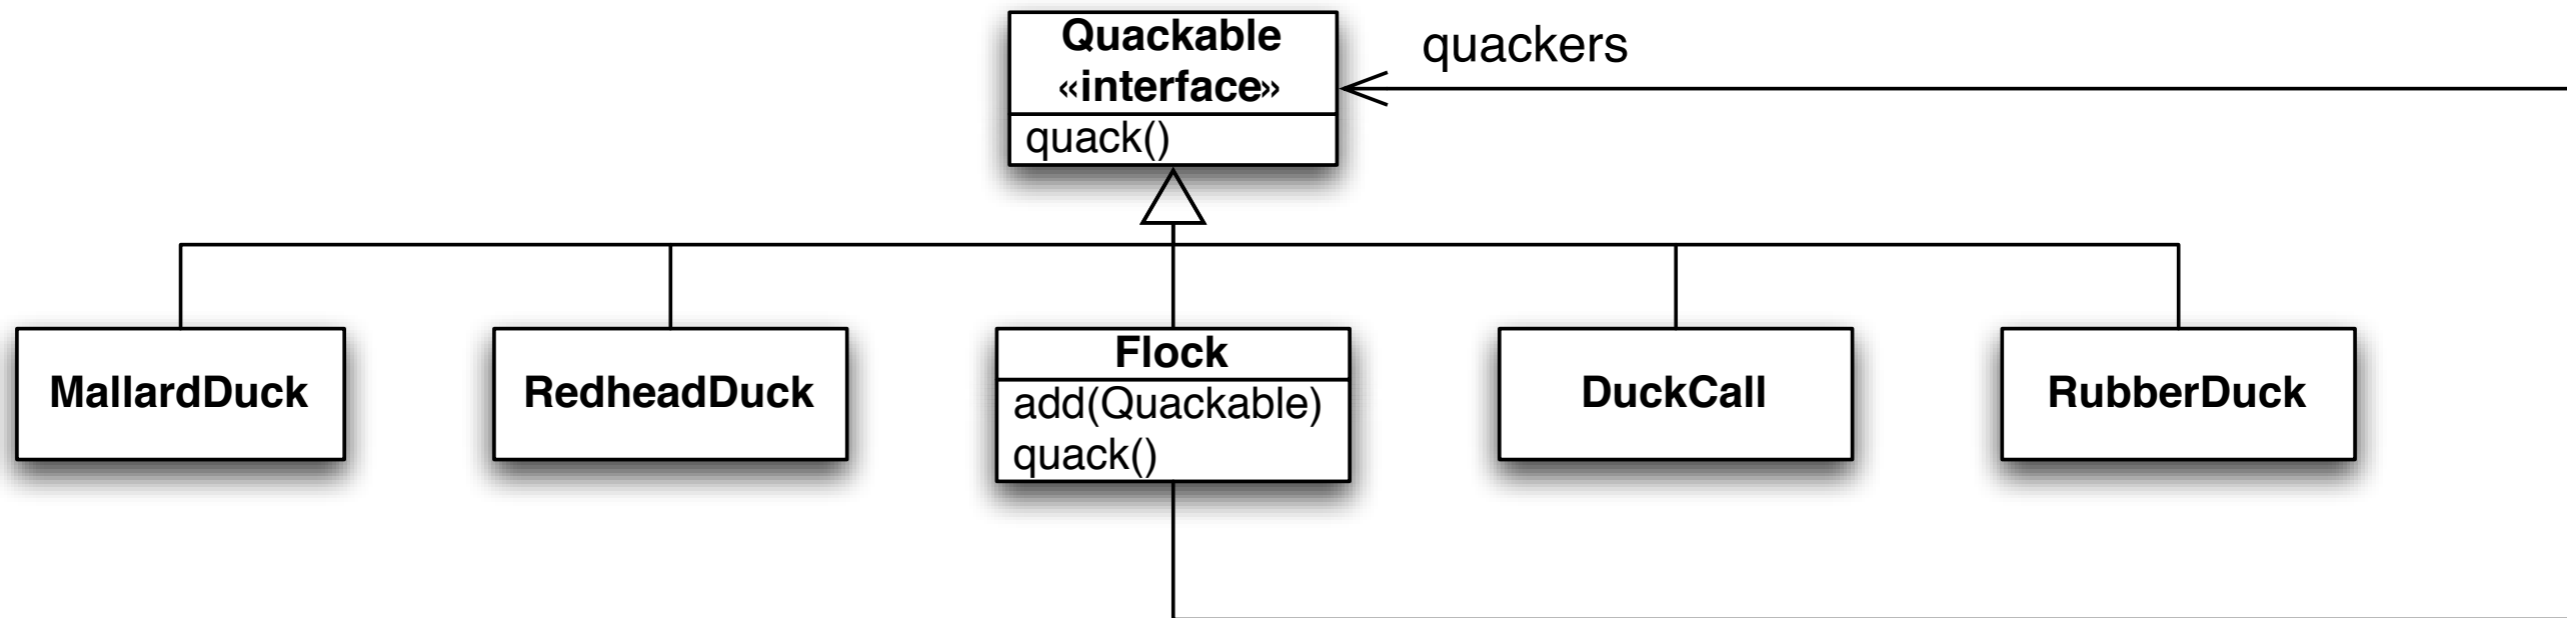 Quackable
«interface»
quack()
quackers
MallardDuck
RedheadDuck
Flock
add(Quackable)
quack()
DuckCall
RubberDuck